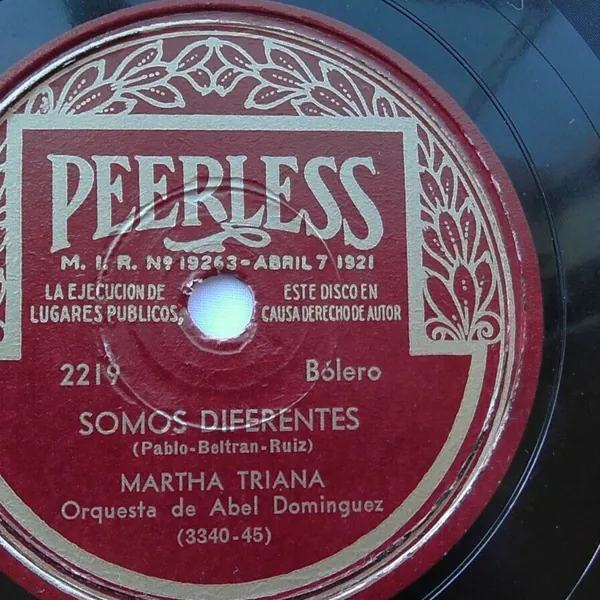 PEERLESS
M. I. R. Nº 19263-ABRIL 7 1921
LA EJECUCION DE ESTE DISCO EN
LUGARES PUBLICOS, CAUSA DERECHO DE AUTOR
2219 Bólero
SOMOS DIFERENTES
(Pablo-Beltran-Ruiz)
MARTHA TRIANA
Orquesta de Abel Dominguez
(3340-45)